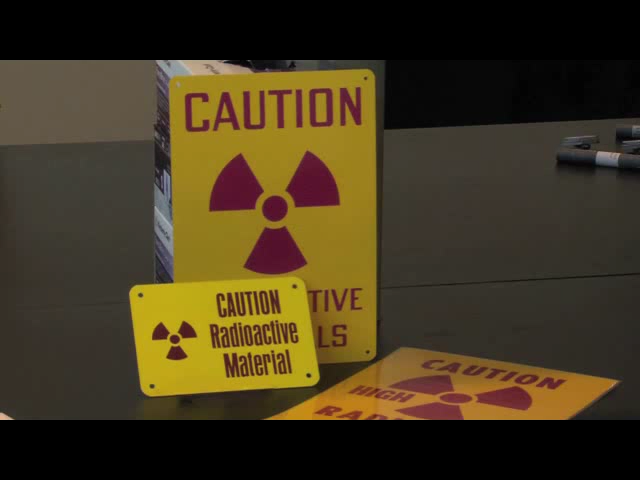 CAUTION
TIVE
LS
CAUTION
Radioactive
Material
CAUTION
HIGH